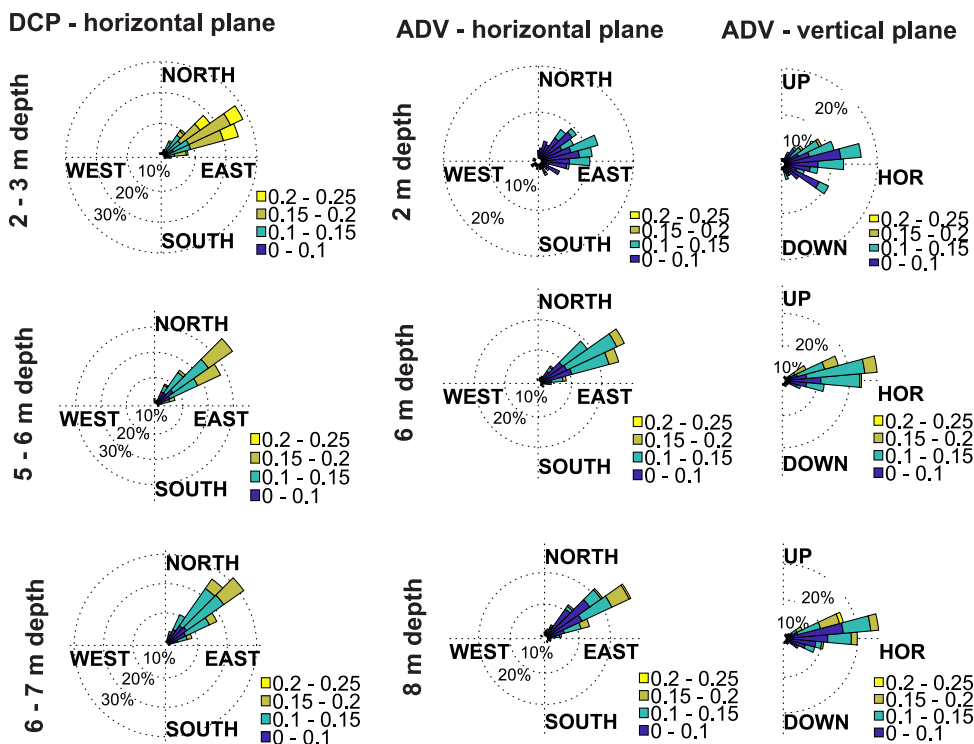 DCP - horizontal plane
ADV - horizontal plane
ADV - vertical plane
2 - 3 m depth
NORTH
WEST
EAST
SOUTH
10%
20%
30%
0.2 - 0.25
0.15 - 0.2
0.1 - 0.15
0 - 0.1
2 m depth
NORTH
WEST
EAST
SOUTH
10%
20%
0.2 - 0.25
0.15 - 0.2
0.1 - 0.15
0 - 0.1
UP
20%
10%
HOR
DOWN
0.2 - 0.25
0.15 - 0.2
0.1 - 0.15
0 - 0.1
5 - 6 m depth
NORTH
WEST
EAST
SOUTH
10%
20%
30%
0.2 - 0.25
0.15 - 0.2
0.1 - 0.15
0 - 0.1
6 m depth
NORTH
WEST
EAST
SOUTH
10%
20%
0.2 - 0.25
0.15 - 0.2
0.1 - 0.15
0 - 0.1
UP
20%
10%
HOR
DOWN
0.2 - 0.25
0.15 - 0.2
0.1 - 0.15
0 - 0.1
6 - 7 m depth
NORTH
WEST
EAST
SOUTH
10%
20%
30%
0.2 - 0.25
0.15 - 0.2
0.1 - 0.15
0 - 0.1
8 m depth
NORTH
WEST
EAST
SOUTH
10%
20%
0.2 - 0.25
0.15 - 0.2
0.1 - 0.15
0 - 0.1
UP
20%
10%
HOR
DOWN
0.2 - 0.25
0.15 - 0.2
0.1 - 0.15
0 - 0.1